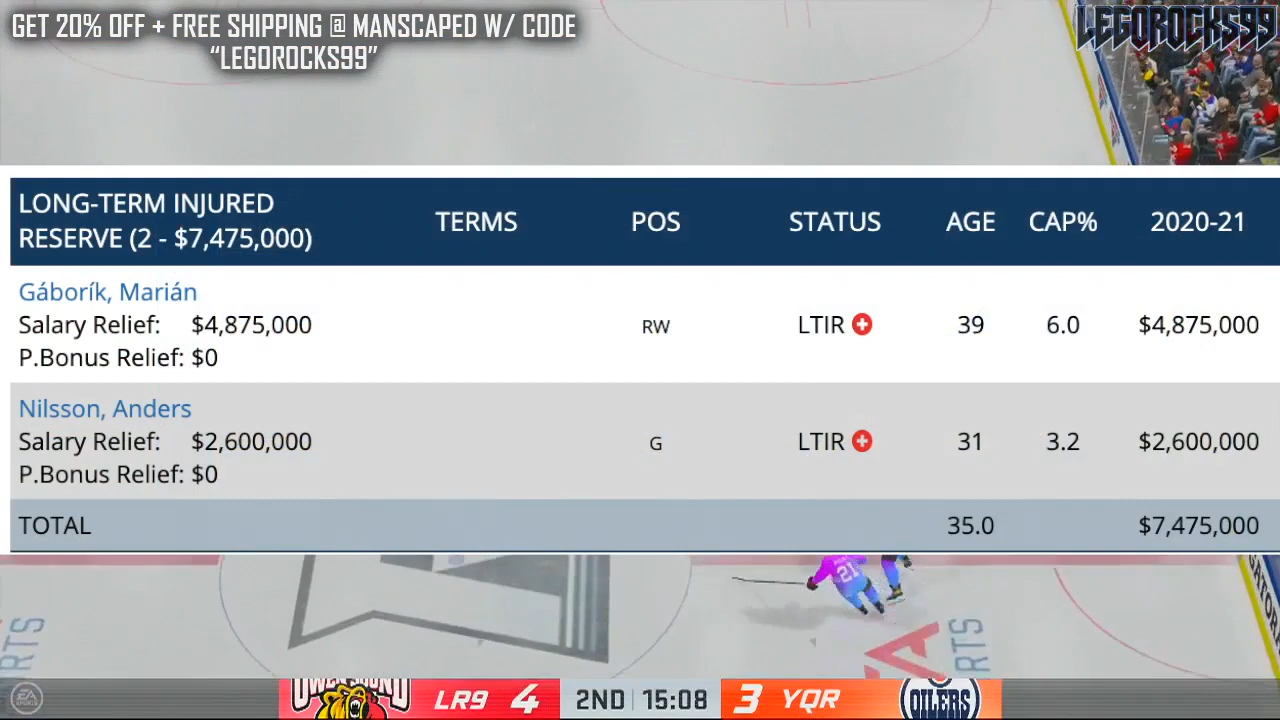 GET 20% OFF + FREE SHIPPING @ MANSCAPED W/ CODE
“LEGOROCKS99”
LEGOROCKS99
LONG-TERM INJURED
RESERVE (2 - $7,475,000)
TERMS
POS
STATUS
AGE
CAP%
2020-21
Gáborík, Marián
Salary Relief: $4,875,000
P.Bonus Relief: $0
RW
LTIR
39
6.0
$4,875,000
Nilsson, Anders
Salary Relief: $2,600,000
P.Bonus Relief: $0
G
LTIR
31
3.2
$2,600,000
TOTAL
35.0
$7,475,000
21
RTS
RTS
LR9 4 2ND 15:08 3 YQR
OILERS